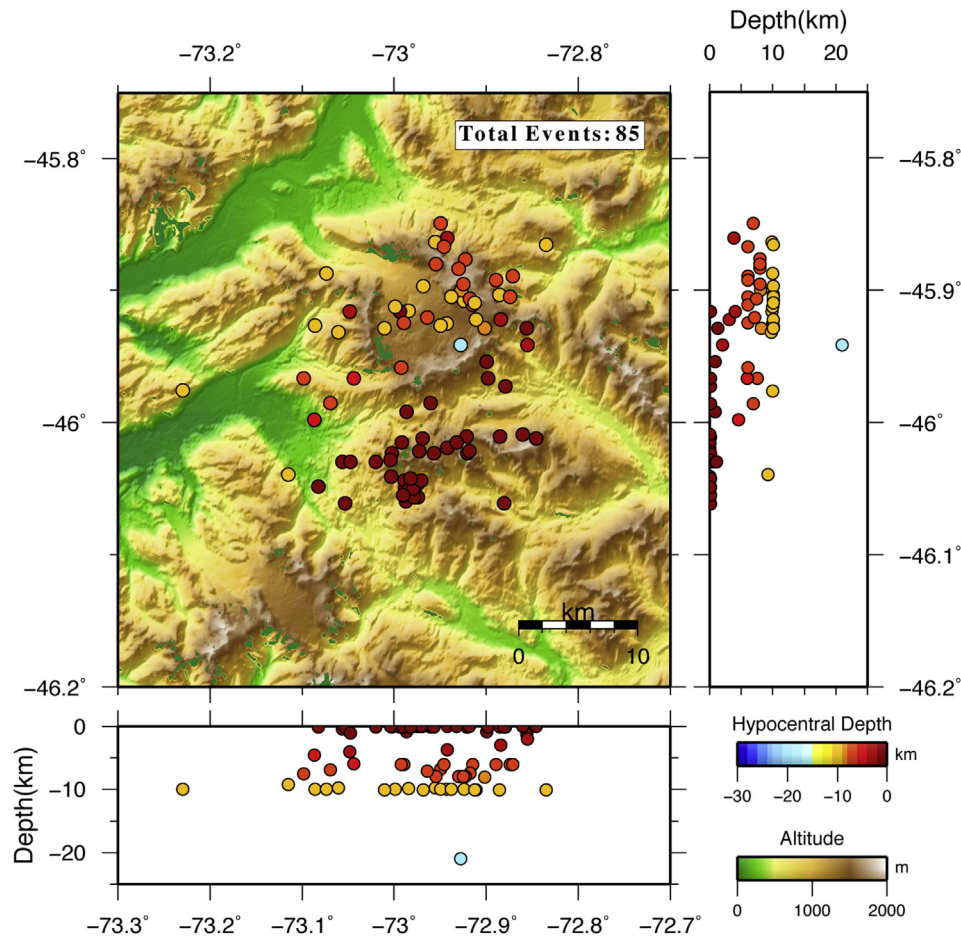 Depth(km)
−73.2° −73° −72.8° 0 10 20
Total Events: 85
−45.8° −45.8°
−45.9°
−46° −46°
−46.1°
km
0 10
−46.2° −46.2°
Depth(km)
0
−10
−20
−73.3° −73.2° −73.1° −73° −72.9° −72.8° −72.7°
Hypocentral Depth
km
−30 −20 −10 0
Altitude
m
0 1000 2000